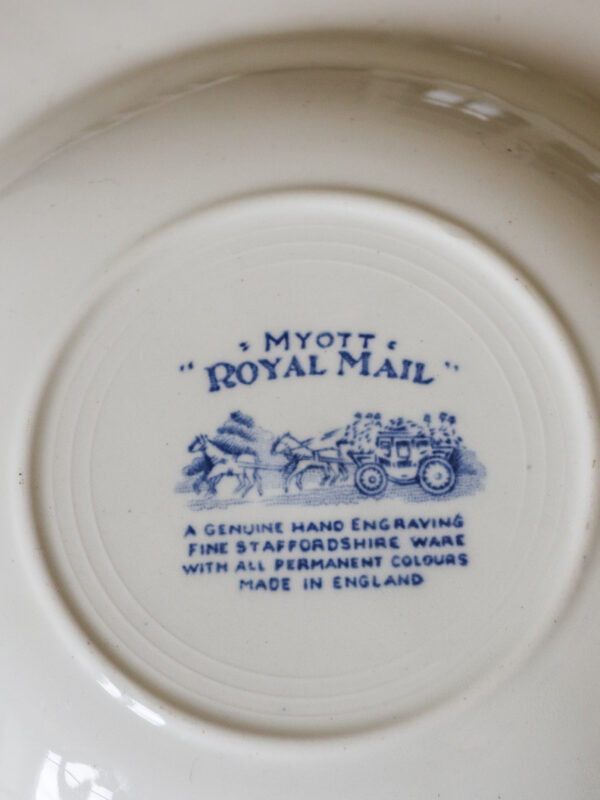 MYOTT
"ROYAL MAIL"
A GENUINE HAND ENGRAVING
FINE STAFFORDSHIRE WARE
WITH ALL PERMANENT COLOURS
MADE IN ENGLAND